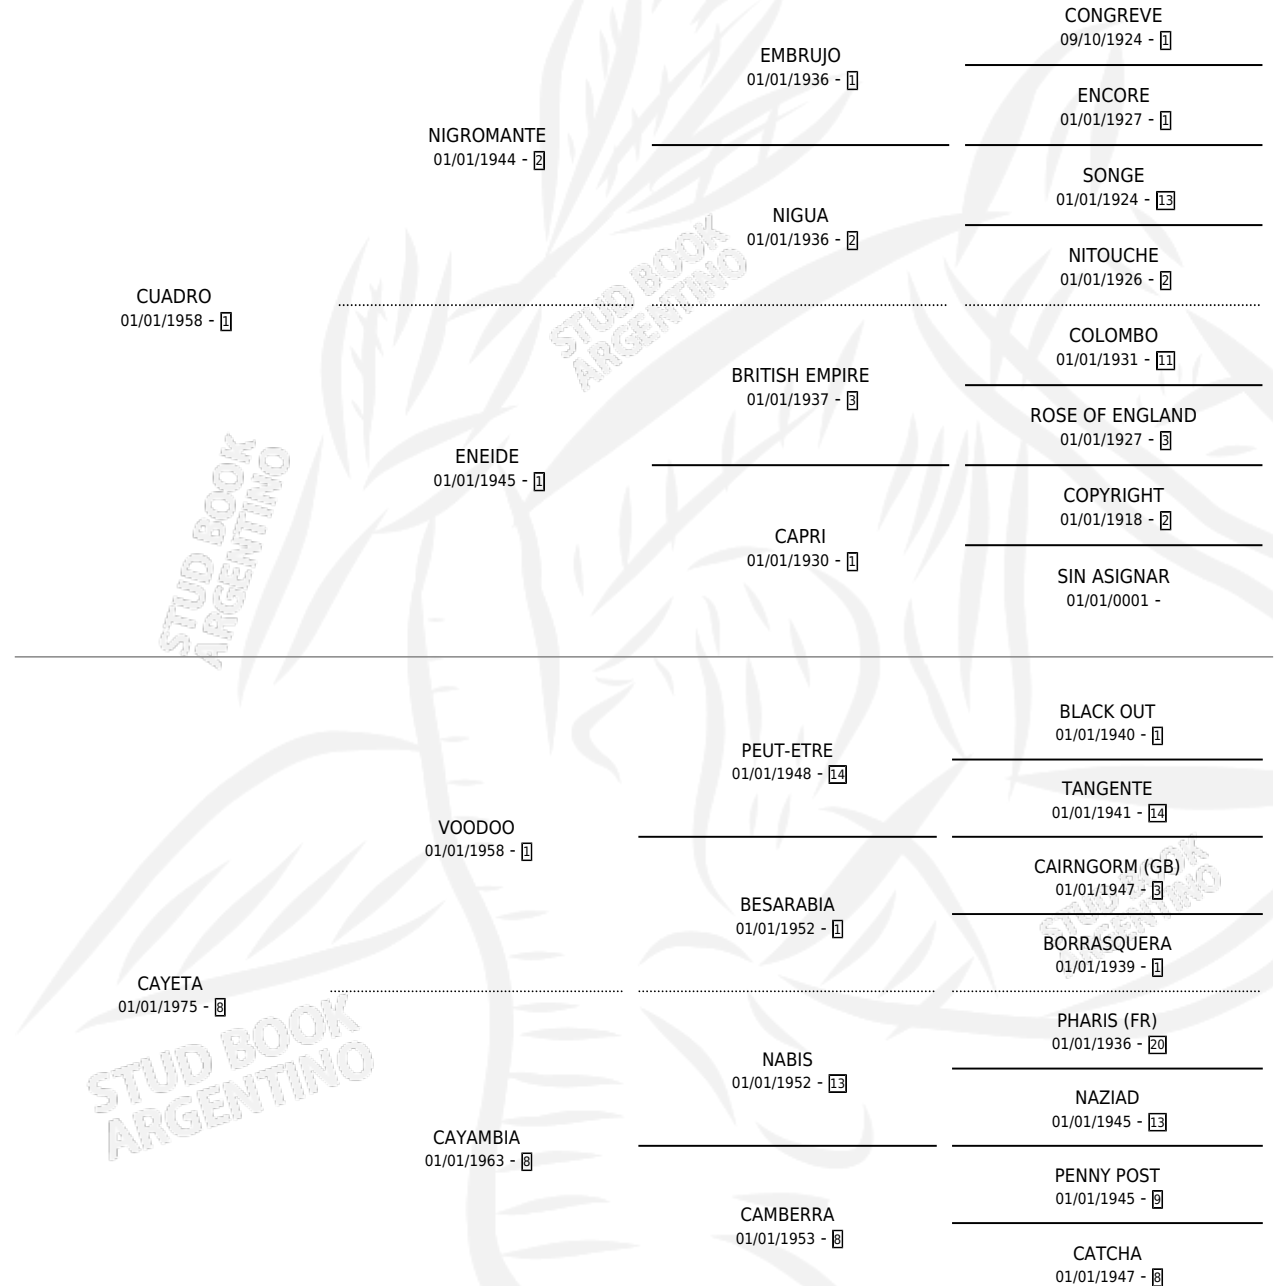 CONGREVE
09/10/1924 - 1
EMBRUJO
01/01/1936 - 1
ENCORE
01/01/1927 - 1
NIGROMANTE
01/01/1944 - 2
SONGE
01/01/1924 - 13
NIGUA
01/01/1936 - 2
NITOUCHE
01/01/1926 - 2
CUADRO
01/01/1958 - 1
COLOMBO
01/01/1931 - 11
BRITISH EMPIRE
01/01/1937 - 3
ROSE OF ENGLAND
01/01/1927 - 3
ENEIDE
01/01/1945 - 1
COPYRIGHT
01/01/1918 - 2
CAPRI
01/01/1930 - 1
SIN ASIGNAR
01/01/0001 -
BLACK OUT
01/01/1940 - 1
PEUT-ETRE
01/01/1948 - 14
TANGENTE
01/01/1941 - 14
VOODOO
01/01/1958 - 1
CAIRNGORM (GB)
01/01/1947 - 3
BESARABIA
01/01/1952 - 1
BORRASQUERA
01/01/1939 - 1
CAYETA
01/01/1975 - 8
PHARIS (FR)
01/01/1936 - 20
NABIS
01/01/1952 - 13
NAZIAD
01/01/1945 - 13
CAYAMBIA
01/01/1963 - 8
PENNY POST
01/01/1945 - 9
CAMBERRA
01/01/1953 - 8
CATCHA
01/01/1947 - 8
STUD BOOK
ARGENTINO
STUD BOOK
ARGENTINO
STUD BOOK
ARGENTINO
STUD BOOK
ARGENTINO